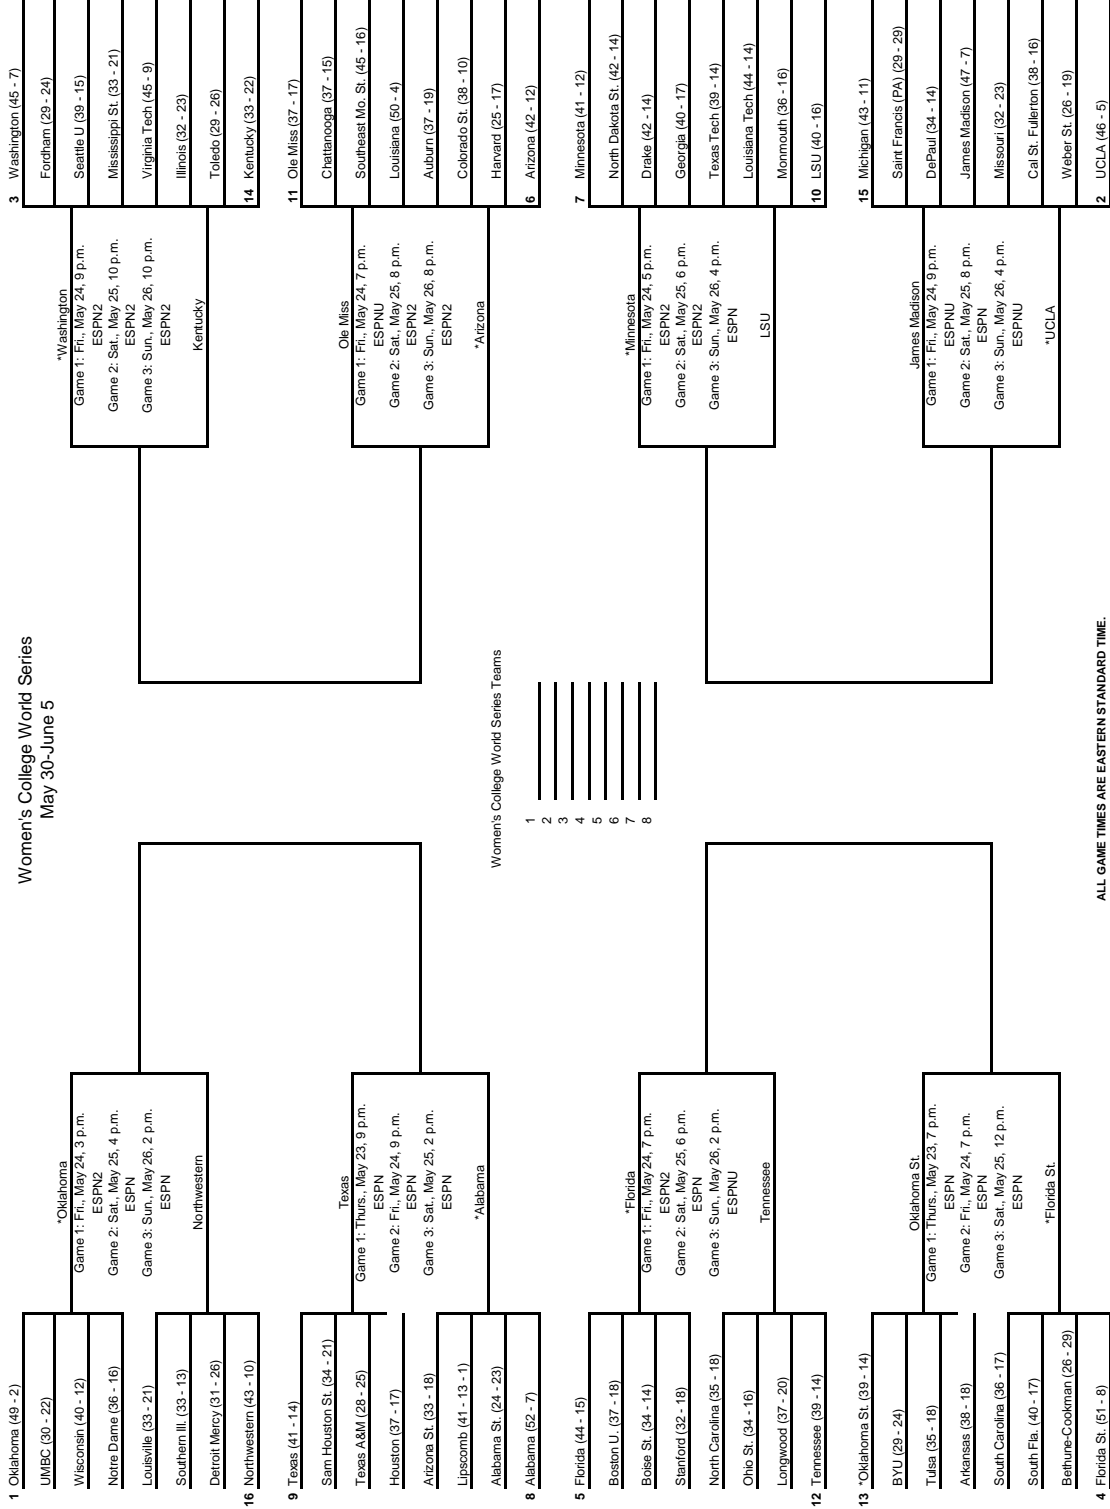 Women's College World Series
May 30-June 5
1 Oklahoma (49 - 2)
UMBC (30 - 22)
Wisconsin (40 - 12)
Notre Dame (36 - 16)
Louisville (33 - 21)
Southern Ill. (33 - 13)
Detroit Mercy (31 - 26)
16 Northwestern (43 - 10)
*Oklahoma
Game 1: Fri., May 24, 3 p.m.
ESPN2
Game 2: Sat., May 25, 4 p.m.
ESPN
Game 3: Sun., May 26, 2 p.m.
ESPN
Northwestern
9 Texas (41 - 14)
Sam Houston St. (34 - 21)
Texas A&M (28 - 25)
Houston (37 - 17)
Arizona St. (33 - 18)
Lipscomb (41 - 13 - 1)
Alabama St. (24 - 23)
8 Alabama (52 - 7)
Texas
Game 1: Thurs., May 23, 9 p.m.
ESPN
Game 2: Fri., May 24, 9 p.m.
ESPN
Game 3: Sat., May 25, 2 p.m.
ESPN
*Alabama
5 Florida (44 - 15)
Boston U. (37 - 18)
Boise St. (34 - 14)
Stanford (32 - 18)
North Carolina (35 - 18)
Ohio St. (34 - 16)
Longwood (37 - 20)
12 Tennessee (39 - 14)
*Florida
Game 1: Fri., May 24, 7 p.m.
ESPN2
Game 2: Sat., May 25, 6 p.m.
ESPN
Game 3: Sun., May 26, 2 p.m.
ESPNU
Tennessee
13 *Oklahoma St. (39 - 14)
BYU (29 - 24)
Tulsa (35 - 18)
Arkansas (38 - 18)
South Carolina (36 - 17)
South Fla. (40 - 17)
Bethune-Cookman (26 - 29)
4 Florida St. (51 - 8)
Oklahoma St.
Game 1: Thurs., May 23, 7 p.m.
ESPN
Game 2: Fri., May 24, 7 p.m.
ESPN
Game 3: Sat., May 25, 12 p.m.
ESPN
*Florida St.
Women's College World Series Teams
1
2
3
4
5
6
7
8
*Washington
Game 1: Fri., May 24, 9 p.m.
ESPN2
Game 2: Sat., May 25, 10 p.m.
ESPN2
Game 3: Sun., May 26, 10 p.m.
ESPN2
Kentucky
3 Washington (45 - 7)
Fordham (29 - 24)
Seattle U (39 - 15)
Mississippi St. (33 - 21)
Virginia Tech (45 - 9)
Illinois (32 - 23)
Toledo (29 - 26)
14 Kentucky (33 - 22)
Ole Miss
Game 1: Fri., May 24, 7 p.m.
ESPNU
Game 2: Sat., May 25, 8 p.m.
ESPN2
Game 3: Sun., May 26, 8 p.m.
ESPN2
*Arizona
11 Ole Miss (37 - 17)
Chattanooga (37 - 15)
Southeast Mo. St. (45 - 16)
Louisiana (50 - 4)
Auburn (37 - 19)
Colorado St. (38 - 10)
Harvard (25 - 17)
6 Arizona (42 - 12)
*Minnesota
Game 1: Fri., May 24, 5 p.m.
ESPN2
Game 2: Sat., May 25, 6 p.m.
ESPN2
Game 3: Sun., May 26, 4 p.m.
ESPN
LSU
7 Minnesota (41 - 12)
North Dakota St. (42 - 14)
Drake (42 - 14)
Georgia (40 - 17)
Texas Tech (39 - 14)
Louisiana Tech (44 - 14)
Monmouth (36 - 16)
10 LSU (40 - 16)
James Madison
Game 1: Fri., May 24, 9 p.m.
ESPNU
Game 2: Sat., May 25, 8 p.m.
ESPN
Game 3: Sun., May 26, 4 p.m.
ESPNU
*UCLA
15 Michigan (43 - 11)
Saint Francis (PA) (29 - 29)
DePaul (34 - 14)
James Madison (47 - 7)
Missouri (32 - 23)
Cal St. Fullerton (38 - 16)
Weber St. (26 - 19)
2 UCLA (46 - 5)
ALL GAME TIMES ARE EASTERN STANDARD TIME.